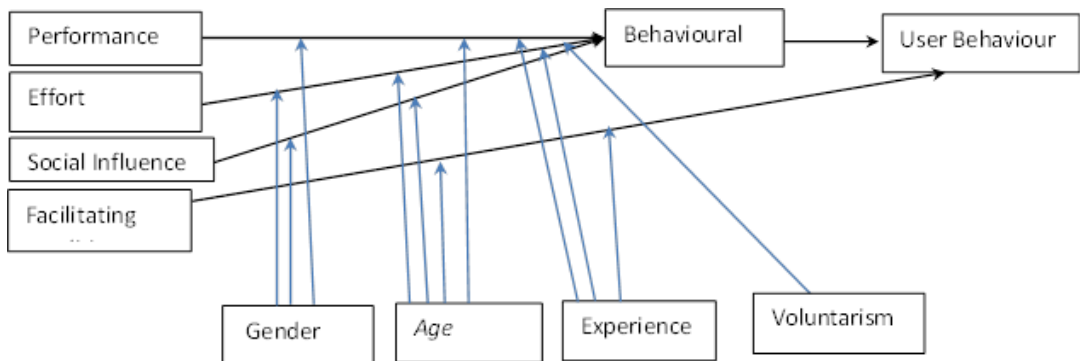 Performance
Behavioural
User Behaviour
Effort
Social Influence
Facilitating
Gender
Age
Experience
Voluntarism